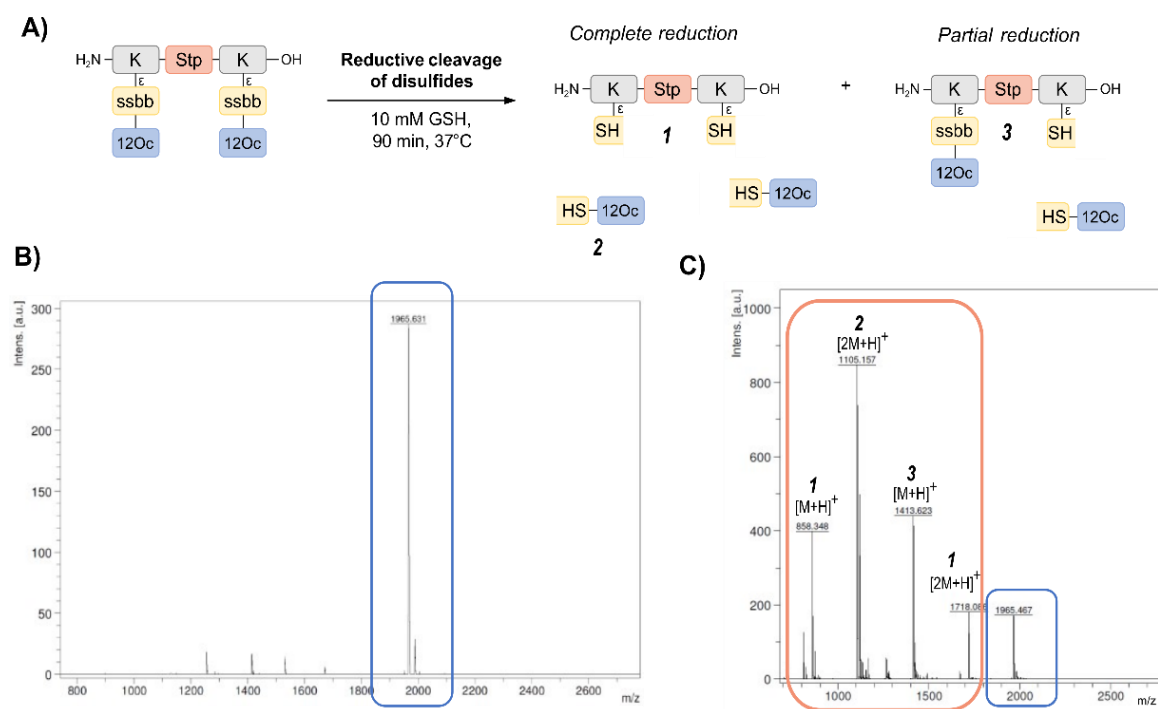 A)
H₂N
K
Stp
K
OH
ε
ε
ssbb
ssbb
12Oc
12Oc
Reductive cleavage
of disulfides
10 mM GSH,
90 min, 37°C
Complete reduction
H₂N
K
Stp
K
OH
ε
ε
SH
1
SH
HS
12Oc
2
HS
12Oc
+
Partial reduction
H₂N
K
Stp
K
OH
ε
ε
ssbb
3
SH
12Oc
HS
12Oc
B)
Intens. [a.u.]
300
250
200
150
100
50
0
1965.631
800 1000 1200 1400 1600 1800 2000 2200 2400 2600
m/z
C)
Intens. [a.u.]
1000
800
600
400
200
0
2
[2M+H]⁺
1105.157
1
[M+H]⁺
858.348
3
[M+H]⁺
1413.623
1
[2M+H]⁺
1965.467
1000 1500 2000 2500
m/z